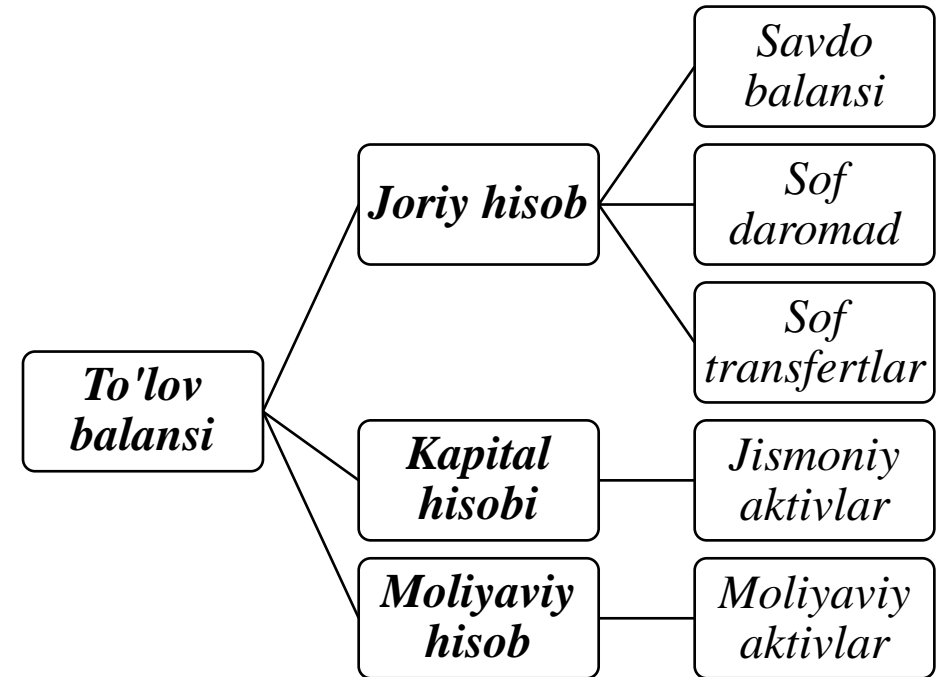 To'lov
balansi
Joriy hisob
Savdo
balansi
Sof
daromad
Sof
transfertlar
Kapital
hisobi
Jismoniy
aktivlar
Moliyaviy
hisob
Moliyaviy
aktivlar